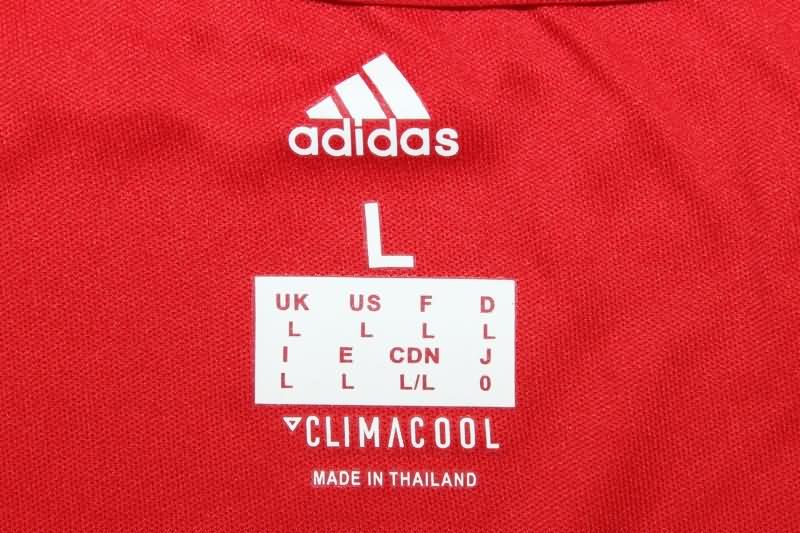 adidas
L
UK US F D
L L L L
I E CDN J
L L L/L 0
CLIMACOOL
MADE IN THAILAND